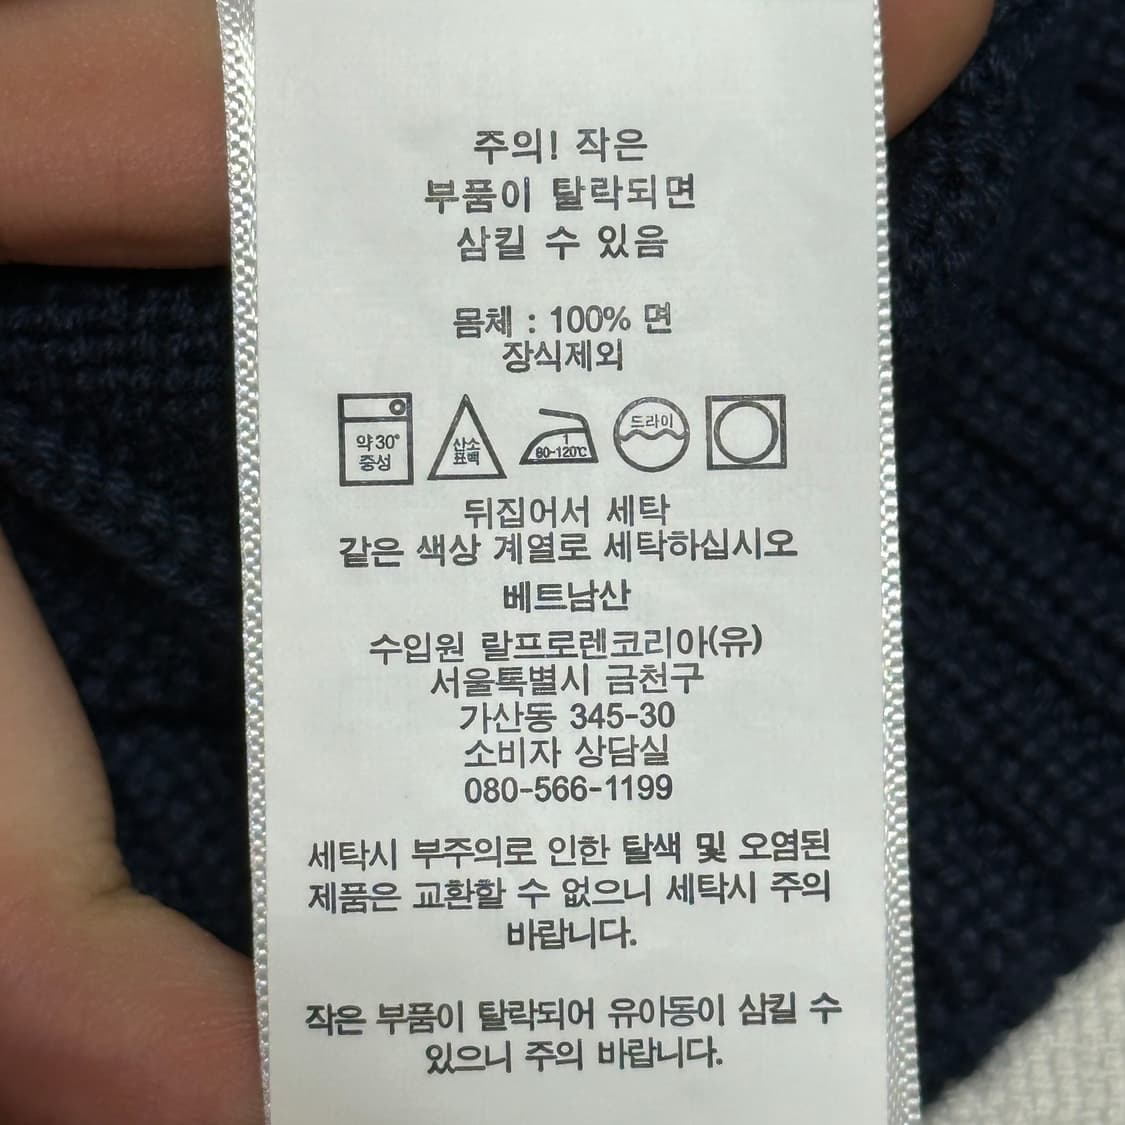 주의! 작은
부품이 탈락되면
삼킬 수 있음
몸체 : 100% 면
장식제외
약 30°
중성
산소
표백
1
80-120℃
드라이
뒤집어서 세탁
같은 색상 계열로 세탁하십시오
베트남산
수입원 랄프로렌코리아(유)
서울특별시 금천구
가산동 345-30
소비자 상담실
080-566-1199
세탁시 부주의로 인한 탈색 및 오염된
제품은 교환할 수 없으니 세탁시 주의
바랍니다.
작은 부품이 탈락되어 유아동이 삼킬 수
있으니 주의 바랍니다.